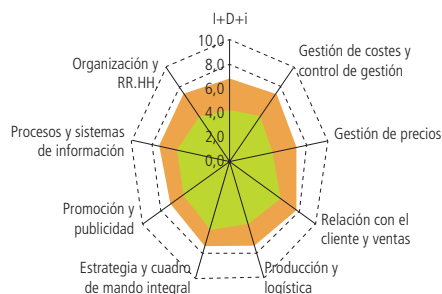 I+D+i
10,0
8,0
6,0
4,0
2,0
0,0
Gestión de costes y
control de gestión
Gestión de precios
Relación con el
cliente y ventas
Producción y
logística
Estrategia y cuadro
de mando integral
Promoción y
publicidad
Procesos y sistemas
de información
Organización y
RR.HH